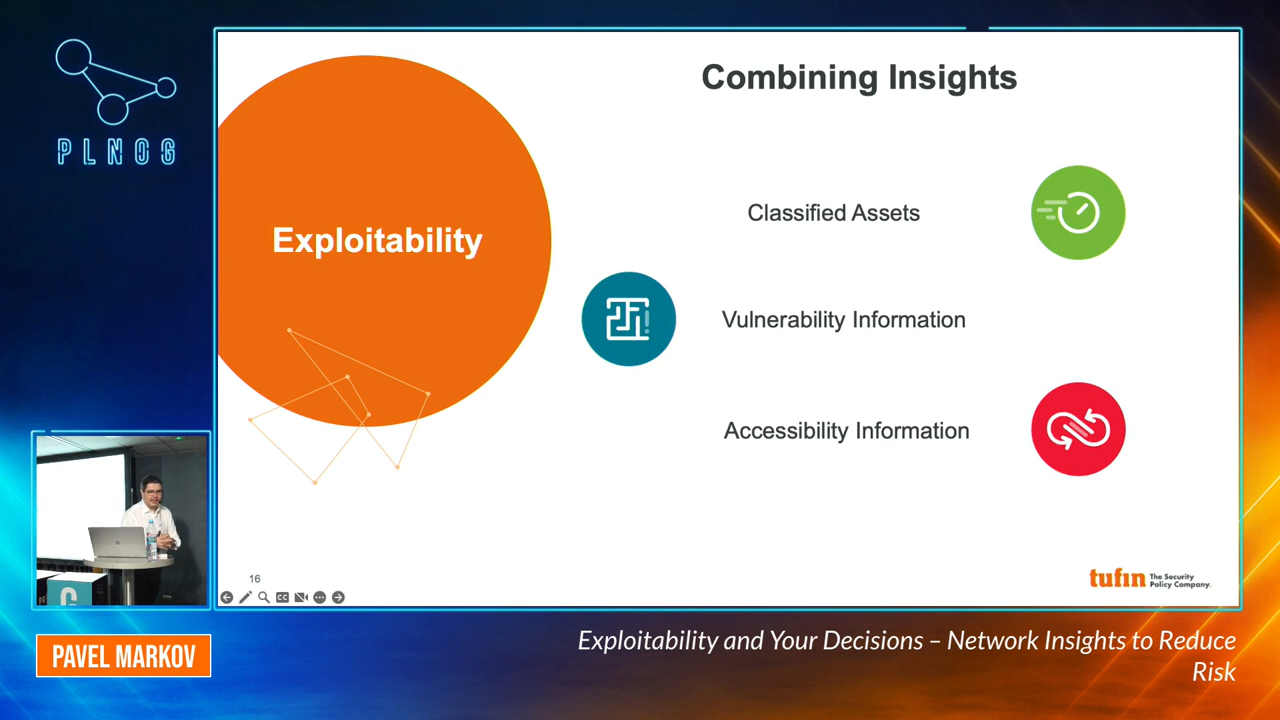 PLNOG
Combining Insights
Exploitability
Classified Assets
Vulnerability Information
Accessibility Information
16
CC
tufin The Security
Policy Company.
G
PAVEL MARKOV
Exploitability and Your Decisions – Network Insights to Reduce
Risk